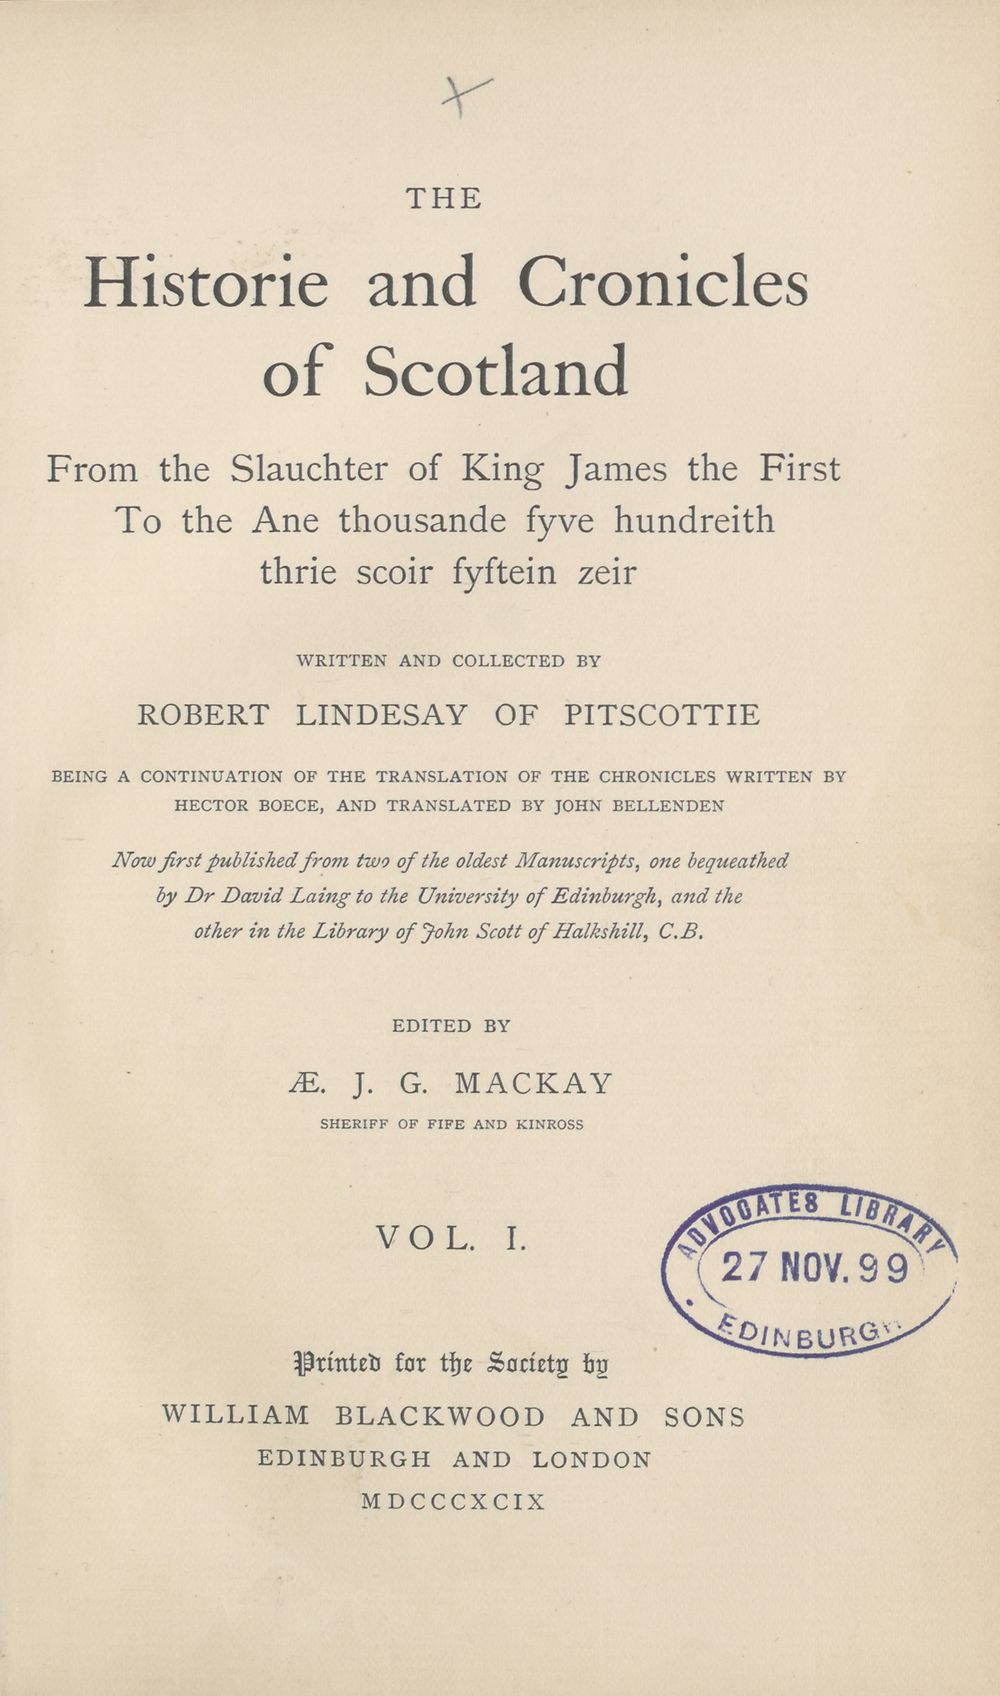 THE
Historie and Cronicles
of Scotland
From the Slauchter of King James the First
To the Ane thousande fyve hundreith
thrie scoir fyftein zeir
WRITTEN AND COLLECTED BY
ROBERT LINDESAY OF PITSCOTTIE
BEING A CONTINUATION OF THE TRANSLATION OF THE CHRONICLES WRITTEN BY
HECTOR BOECE, AND TRANSLATED BY JOHN BELLENDEN
Now first published from two of the oldest Manuscripts, one bequeathed
by Dr David Laing to the University of Edinburgh, and the
other in the Library of John Scott of Halkshill, C.B.
EDITED BY
Æ. J. G. MACKAY
SHERIFF OF FIFE AND KINROSS
VOL. I.
ADVOCATES LIBRARY
27 NOV. 99
EDINBURGH
Printed for the Society by
WILLIAM BLACKWOOD AND SONS
EDINBURGH AND LONDON
MDCCCXCIX